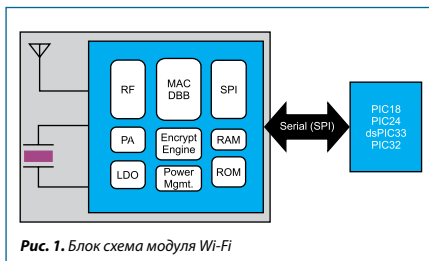 RF
MAC
DBB
SPI
PA
Encrypt
Engine
RAM
LDO
Power
Mgmt.
ROM
Serial (SPI)
PIC18
PIC24
dsPIC33
PIC32
Рис. 1. Блок схема модуля Wi-Fi